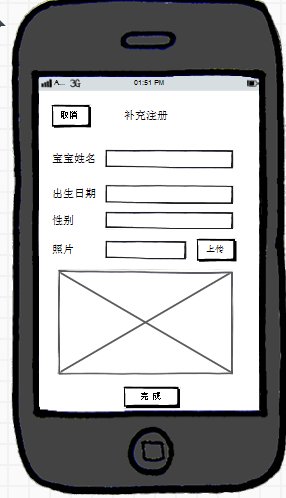 A... 3G 01:51 PM
取消 补充注册
宝宝姓名
出生日期
性别
照片 上传
完 成